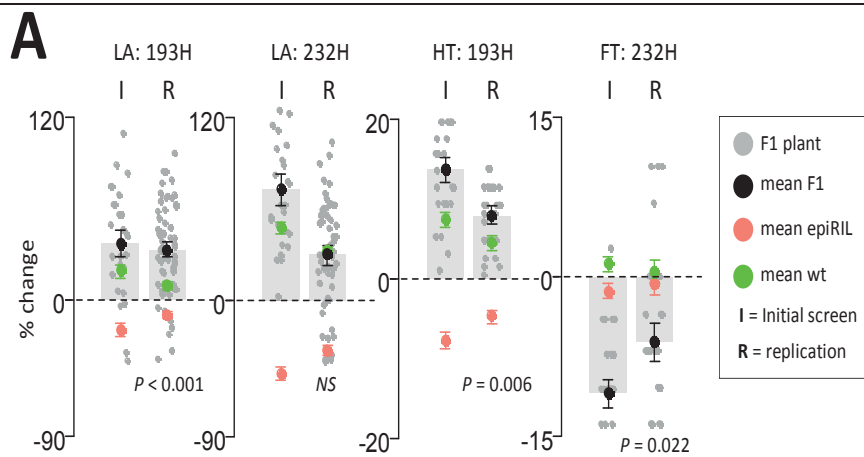 A
LA: 193H
LA: 232H
HT: 193H
FT: 232H
I R
I R
I R
I R
120
120
20
15
% change
0
0
0
0
-90
-90
-20
-15
P < 0.001
NS
P = 0.006
P = 0.022
F1 plant
mean F1
mean epiRIL
mean wt
I = Initial screen
R = replication